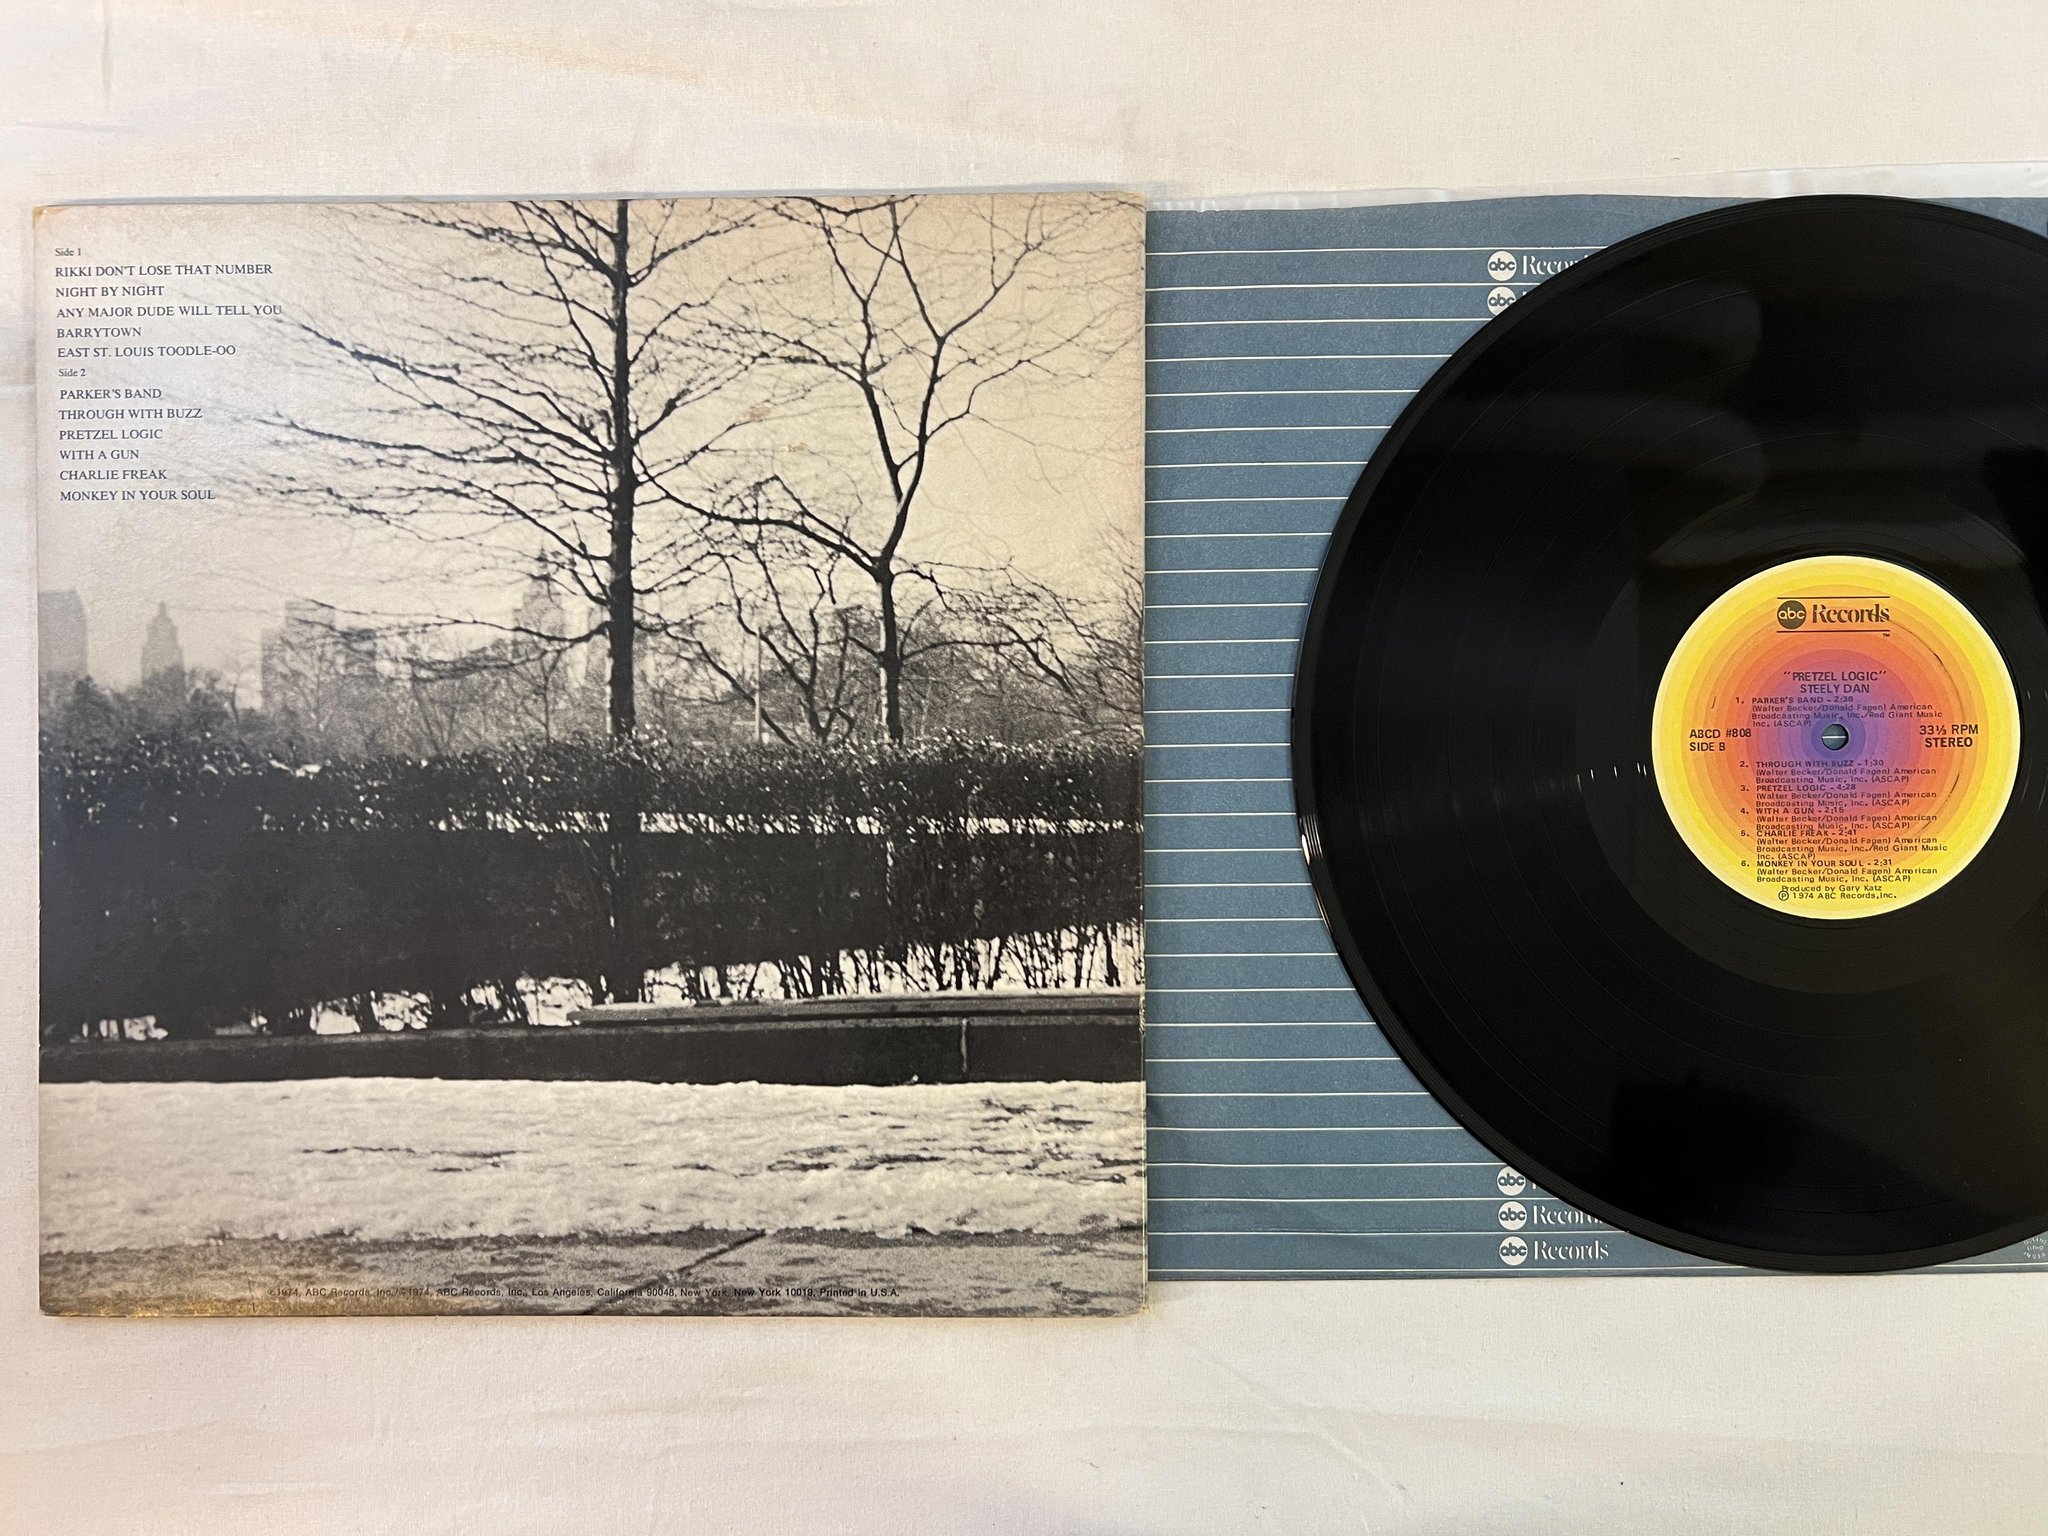 Side 1
RIKKI DON'T LOSE THAT NUMBER
NIGHT BY NIGHT
ANY MAJOR DUDE WILL TELL YOU
BARRYTOWN
EAST ST. LOUIS TOODLE-OO
Side 2
PARKER'S BAND
THROUGH WITH BUZZ
PRETZEL LOGIC
WITH A GUN
CHARLIE FREAK
MONKEY IN YOUR SOUL
℗1974, ABC Records, Inc./©1974, ABC Records, Inc., Los Angeles, California 90048, New York, New York 10019, Printed in U.S.A.
abc
abc
abc Records™
"PRETZEL LOGIC"
STEELY DAN
1. PARKER'S BAND - 2:36
(Walter Becker/Donald Fagen) American
Broadcasting Music, Inc./Red Giant Music
Inc. (ASCAP)
ABCD #808
SIDE B
33⅓ RPM
STEREO
2. THROUGH WITH BUZZ - 1:30
(Walter Becker/Donald Fagen) American
Broadcasting Music, Inc. (ASCAP)
3. PRETZEL LOGIC - 4:28
(Walter Becker/Donald Fagen) American
Broadcasting Music, Inc. (ASCAP)
4. WITH A GUN - 2:15
(Walter Becker/Donald Fagen) American
Broadcasting Music, Inc. (ASCAP)
5. CHARLIE FREAK - 2:41
(Walter Becker/Donald Fagen) American
Broadcasting Music, Inc./Red Giant Music
Inc. (ASCAP)
6. MONKEY IN YOUR SOUL - 2:31
(Walter Becker/Donald Fagen) American
Broadcasting Music, Inc. (ASCAP)
Produced by Gary Katz
℗ 1974 ABC Records, Inc.
abc
abc Records
abc Records